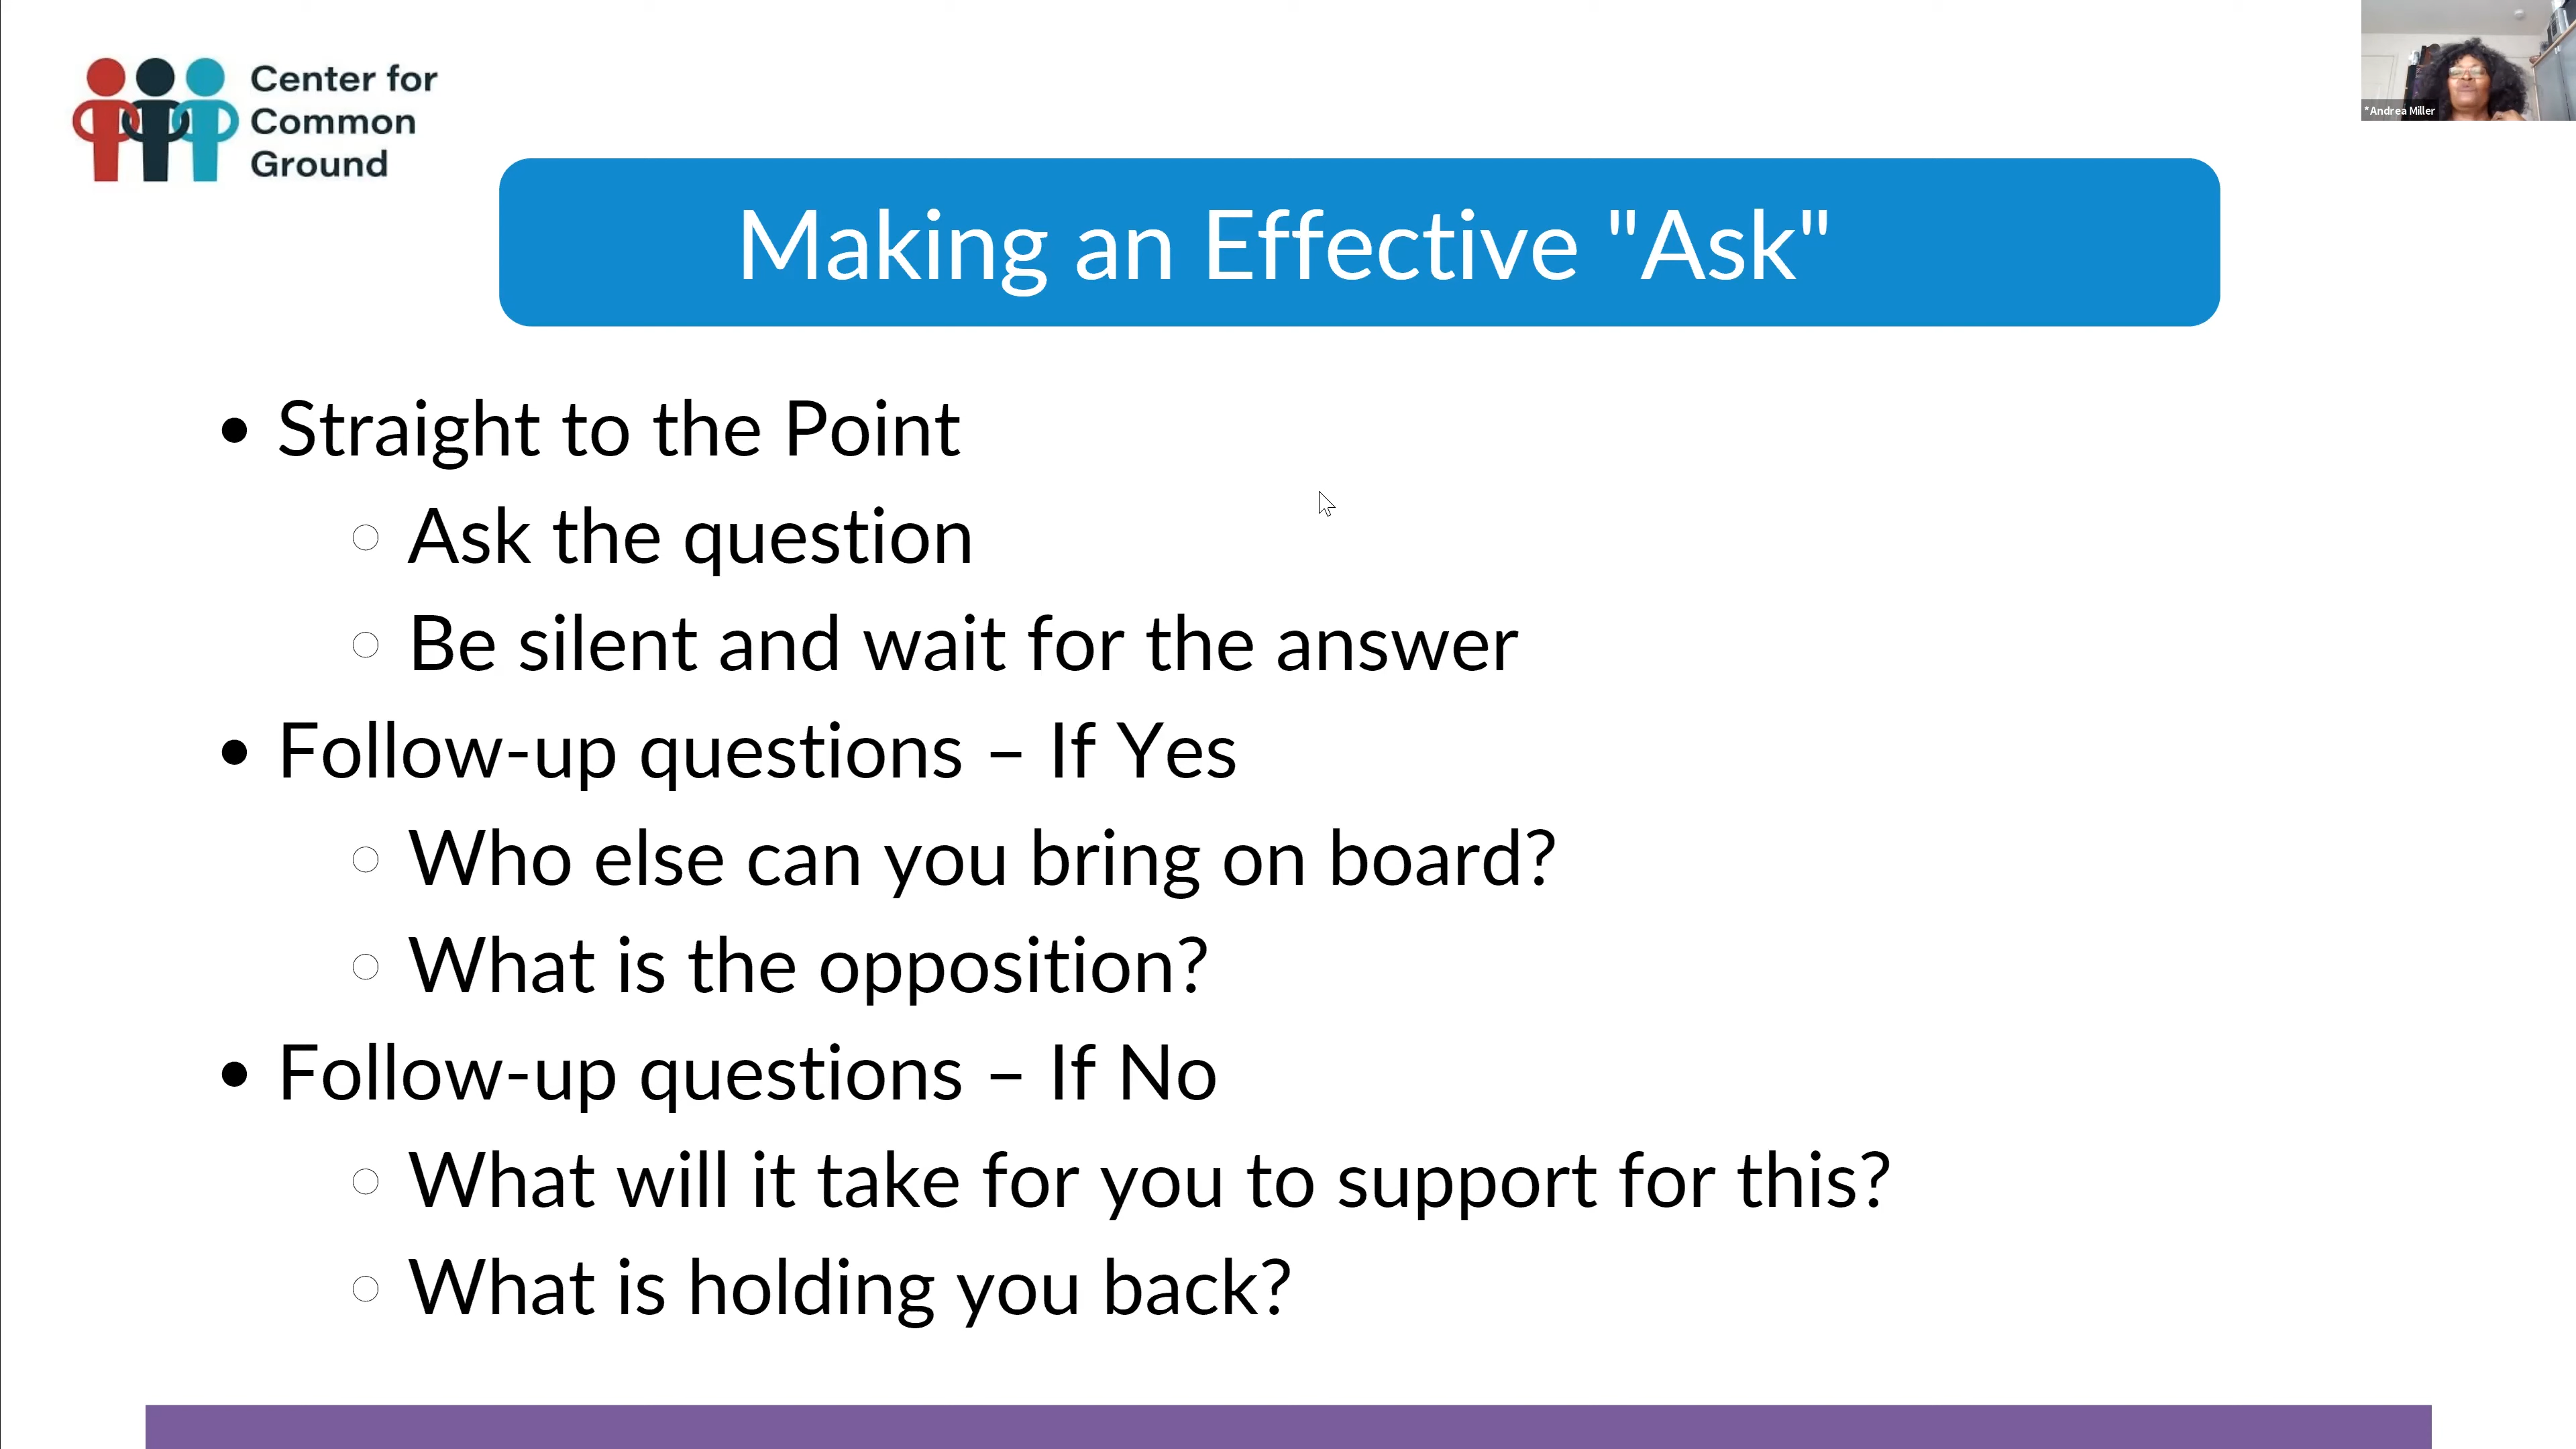 Center for
Common
Ground
*Andrea Miller
Making an Effective "Ask"
• Straight to the Point
○ Ask the question
○ Be silent and wait for the answer
• Follow-up questions – If Yes
○ Who else can you bring on board?
○ What is the opposition?
• Follow-up questions – If No
○ What will it take for you to support for this?
○ What is holding you back?